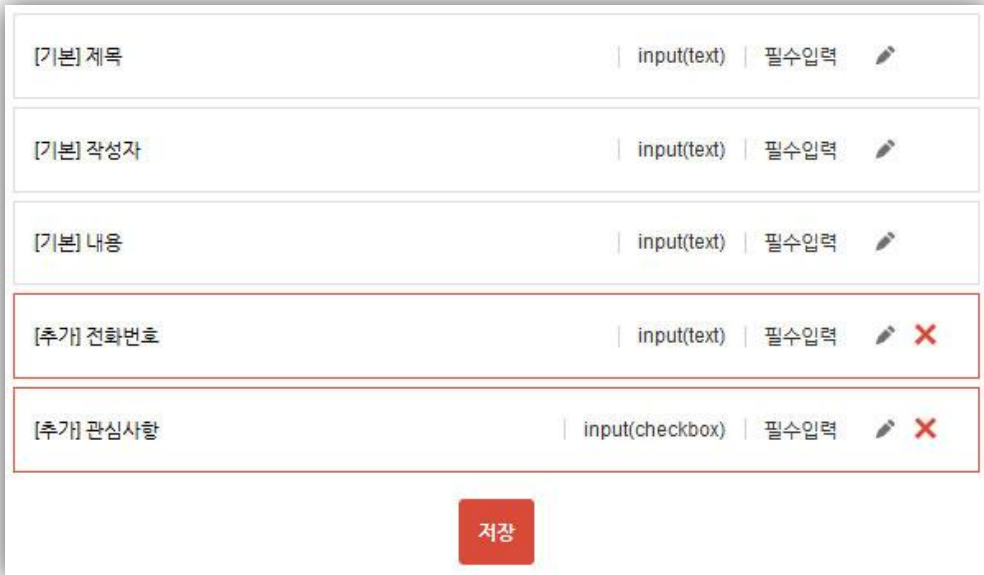 [기본] 제목 input(text) 필수입력
[기본] 작성자 input(text) 필수입력
[기본] 내용 input(text) 필수입력
[추가] 전화번호 input(text) 필수입력
[추가] 관심사항 input(checkbox) 필수입력
저장